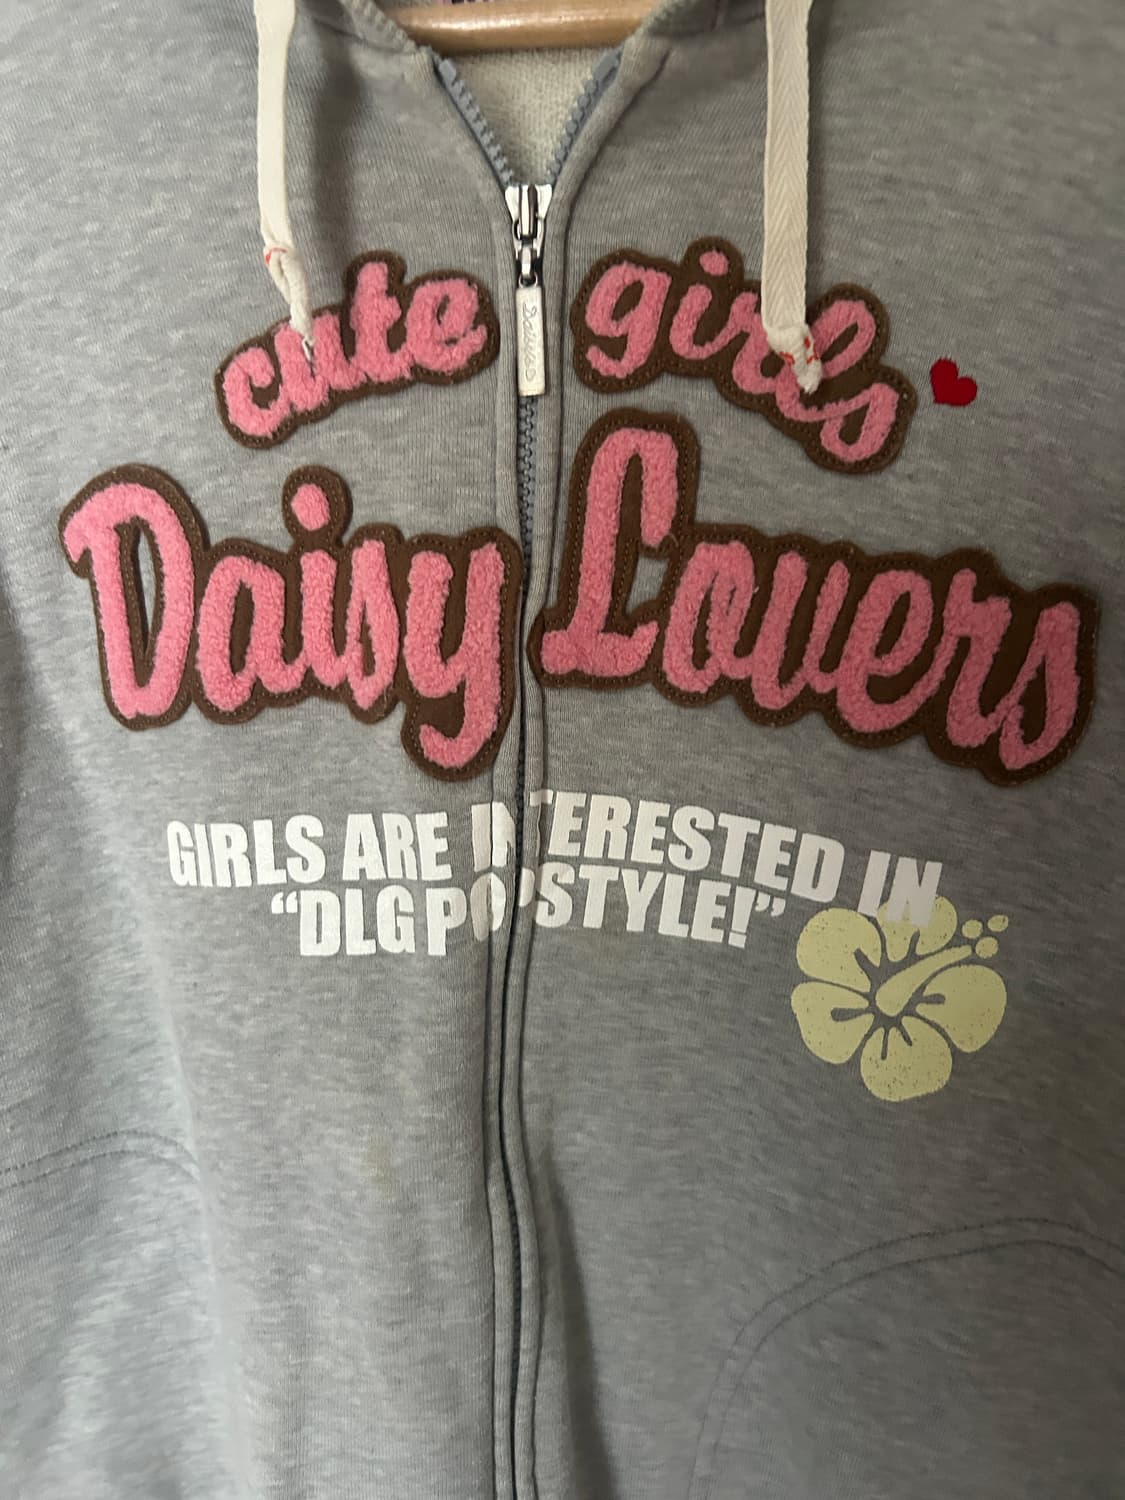 cute girls
Daisy Lovers
GIRLS ARE INTERESTED IN
“DLG POPSTYLE!”